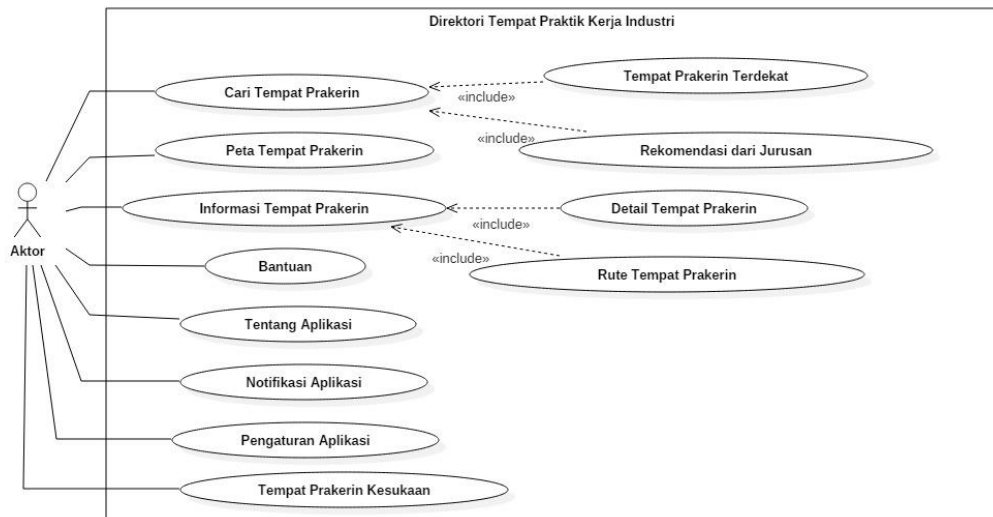 Direktori Tempat Praktik Kerja Industri
Cari Tempat Prakerin
Tempat Prakerin Terdekat
«include»
«include»
Rekomendasi dari Jurusan
Peta Tempat Prakerin
Informasi Tempat Prakerin
Detail Tempat Prakerin
«include»
«include»
Rute Tempat Prakerin
Aktor
Bantuan
Tentang Aplikasi
Notifikasi Aplikasi
Pengaturan Aplikasi
Tempat Prakerin Kesukaan